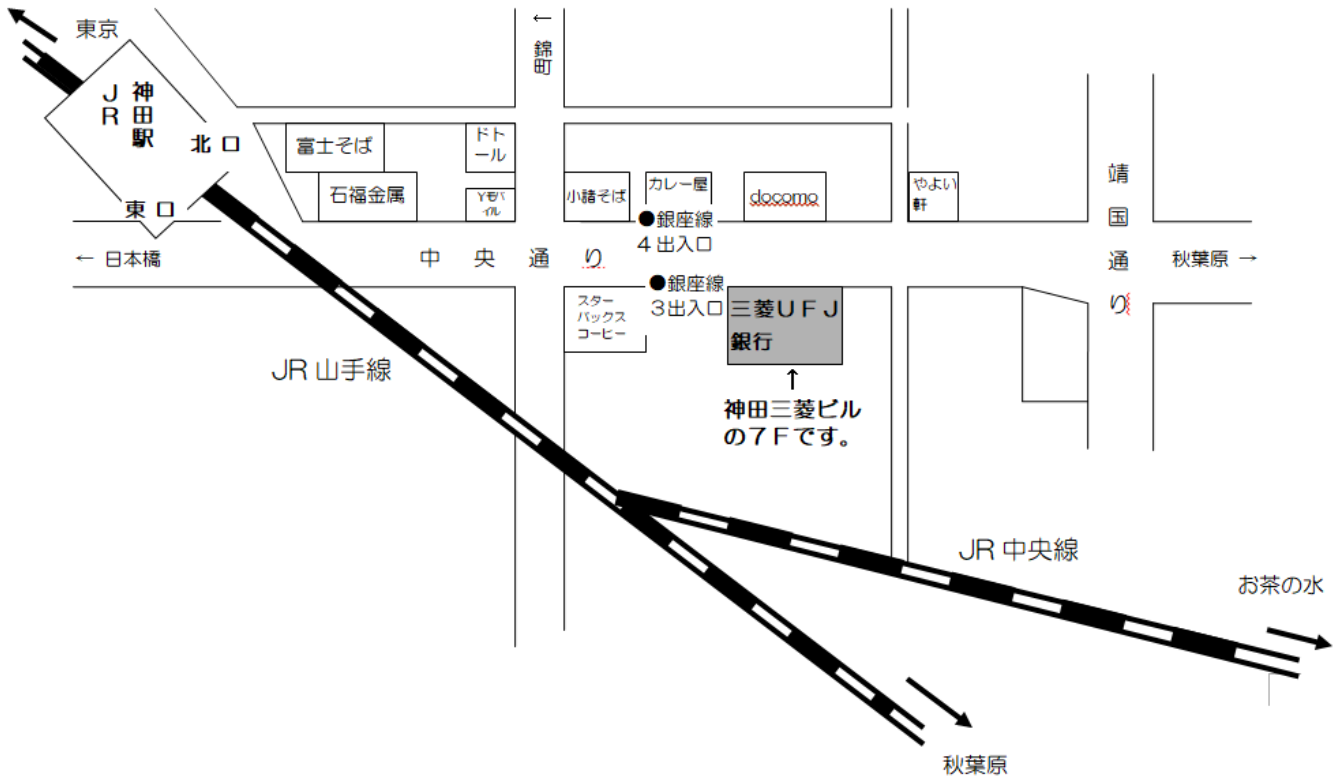 東京
←
錦町
神田駅
JR
北口
東口
富士そば
石福金属
ドト
ール
Yモバ
イル
小諸そば
カレー屋
docomo
やよい
軒
靖国通り
●銀座線
4出入口
← 日本橋
中央通り
秋葉原 →
●銀座線
3出入口
スター
バックス
コーヒー
三菱UFJ
銀行
↑
神田三菱ビル
の7Fです。
JR 山手線
JR 中央線
お茶の水
秋葉原